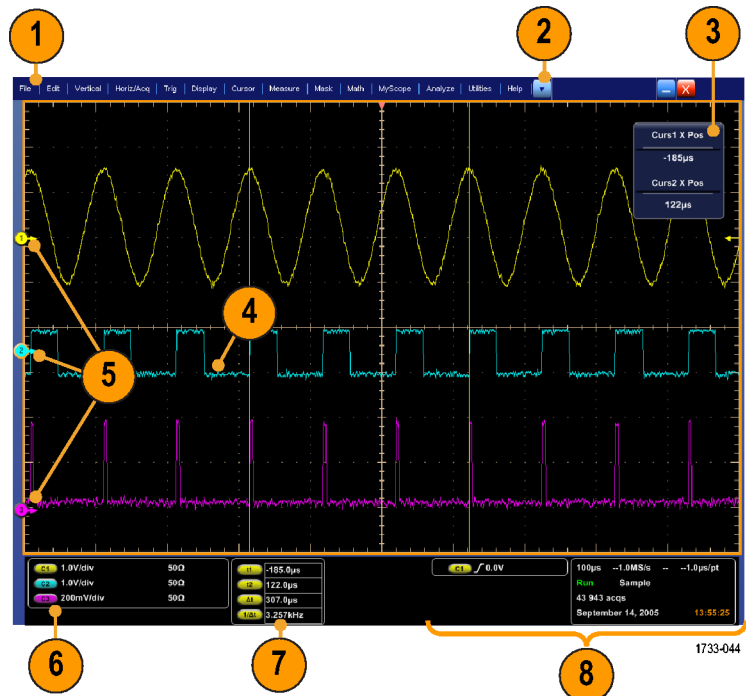 1
2
3
File Edit Vertical Horiz/Acq Trig Display Cursor Measure Mask Math MyScope Analyze Utilities Help
X
Curs1 X Pos
-185µs
Curs2 X Pos
122µs
1
4
2
5
3
C1 1.0V/div 50Ω
C2 1.0V/div 50Ω
C3 200mV/div 50Ω
t1 -185.0µs
t2 122.0µs
Δt 307.0µs
1/Δt 3.257kHz
C1 0.0V
100µs --1.0MS/s -- --1.0µs/pt
Run Sample
43 943 acqs
September 14, 2005 13:55:25
1733-044
6
7
8